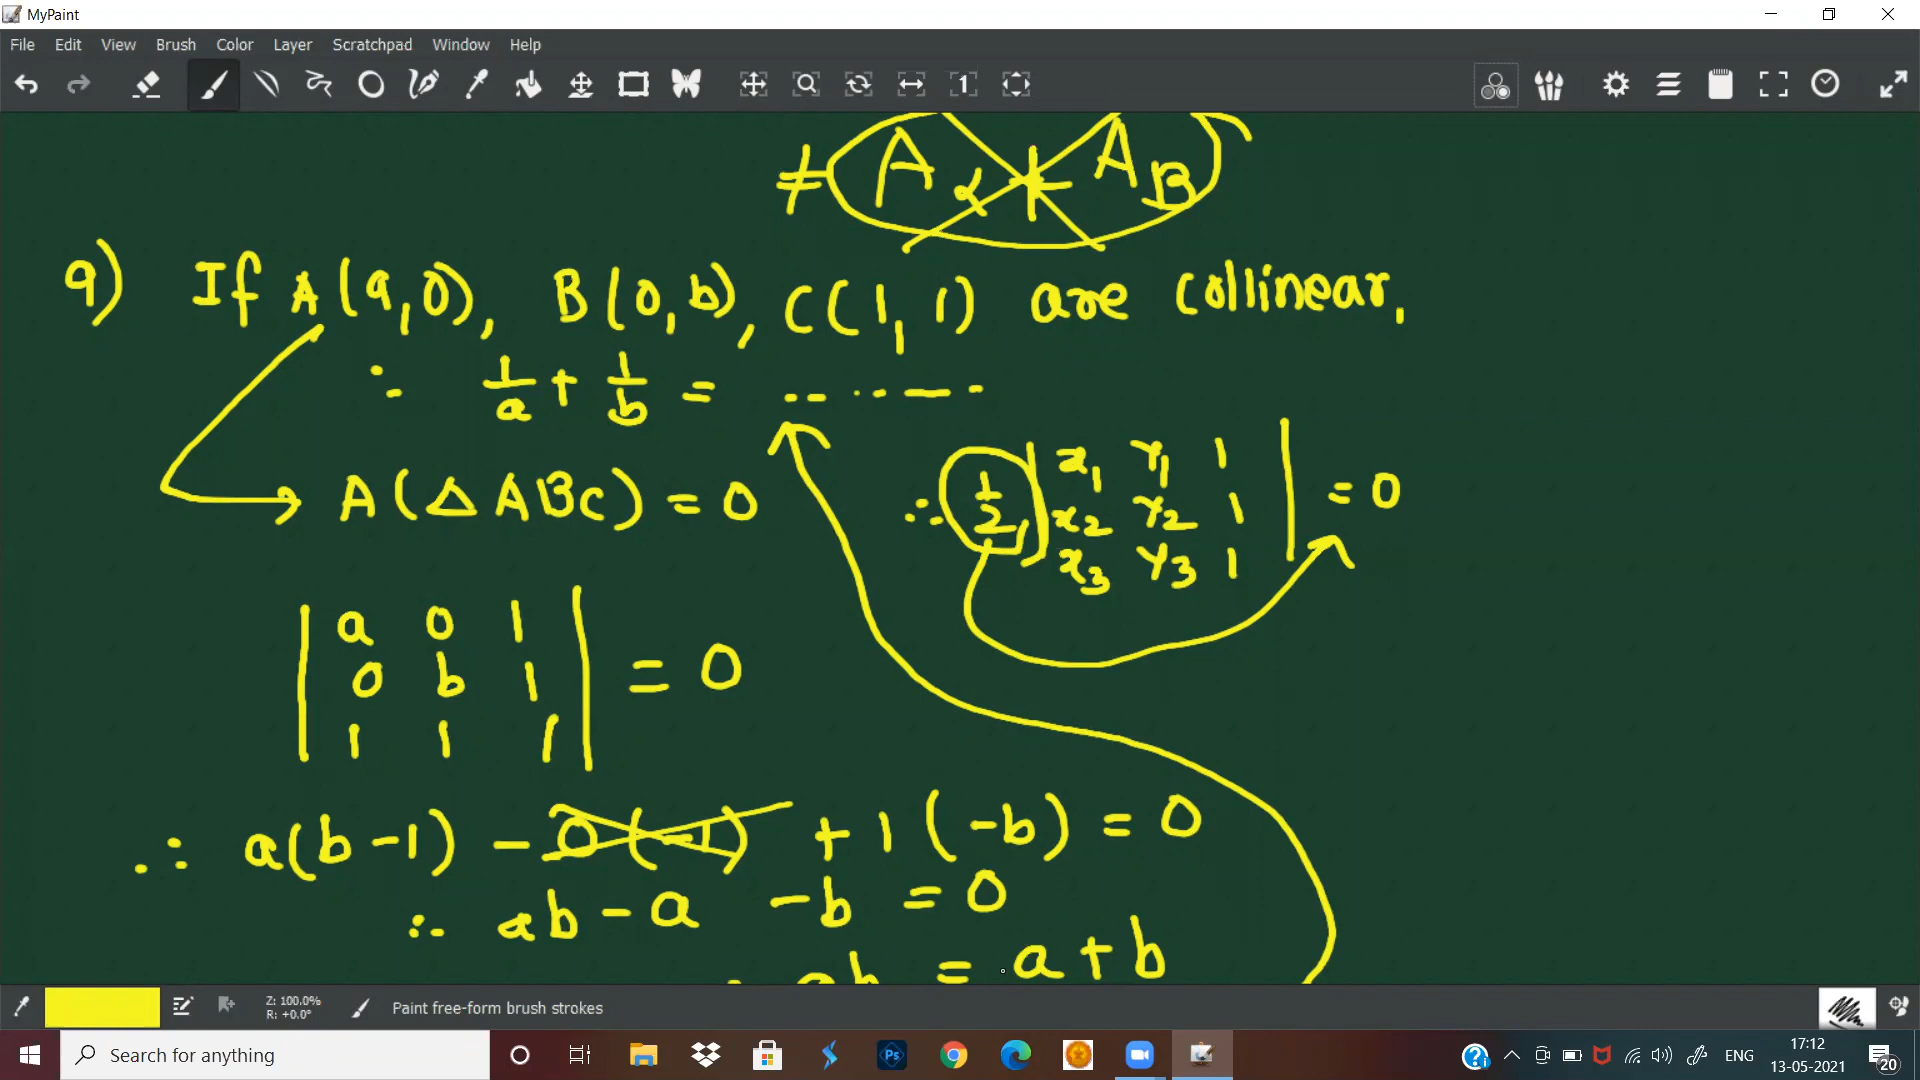 MyPaint
File Edit View Brush Color Layer Scratchpad Window Help
≠ A α * A B
9) If A(a,0), B(0,b), C(1,1) are collinear,
∴ 1/a + 1/b = -- -- — -
A(△ABC) = 0
∴ 1/2 | x1 y1 1 | = 0
x2 y2 1
x3 y3 1
| a 0 1 |
| 0 b 1 | = 0
| 1 1 1 |
∴ a(b-1) - 0(-1) + 1(-b) = 0
∴ ab - a - b = 0
∴ ab = a + b
Z: 100.0%
R: +0.0°
Paint free-form brush strokes
Search for anything
Ps
ENG
17:12
13-05-2021
20